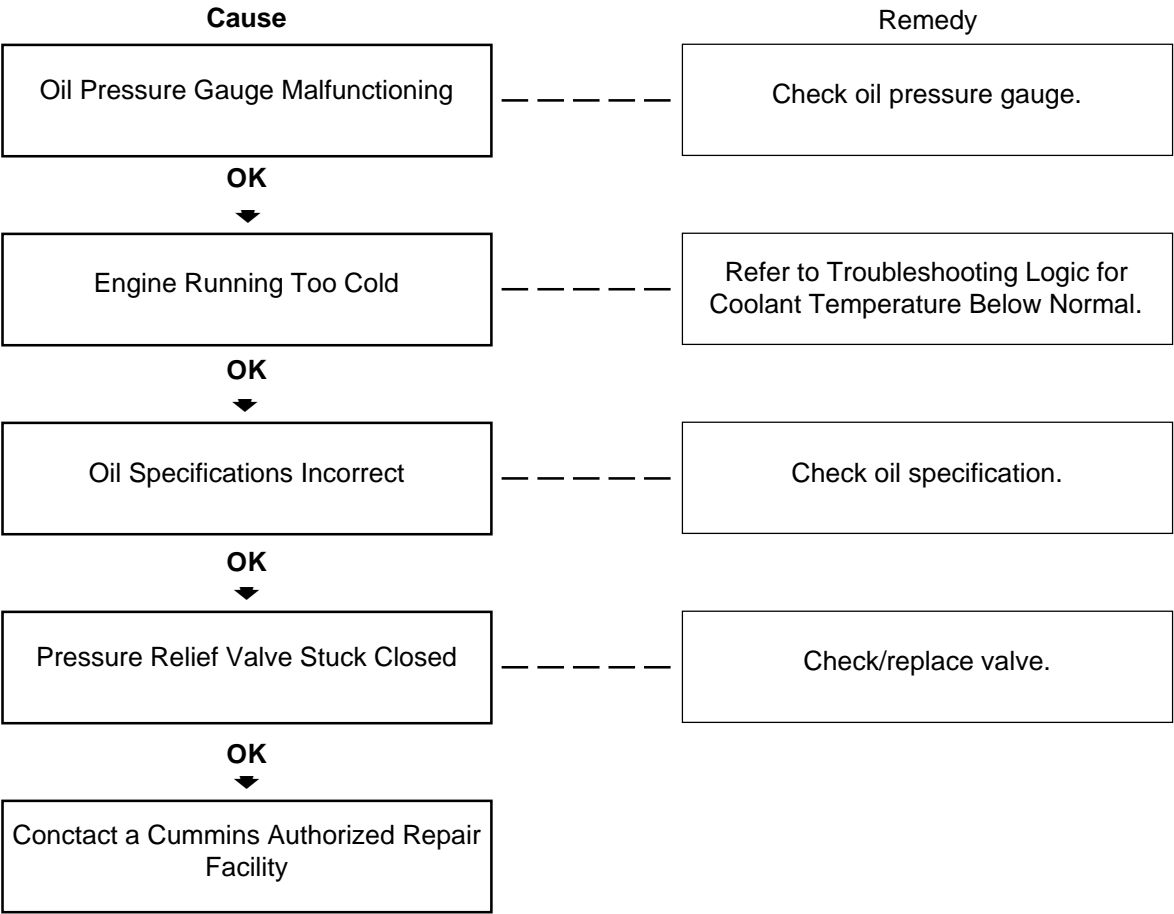 Cause
Remedy
Oil Pressure Gauge Malfunctioning
Check oil pressure gauge.
OK
Engine Running Too Cold
Refer to Troubleshooting Logic for
Coolant Temperature Below Normal.
OK
Oil Specifications Incorrect
Check oil specification.
OK
Pressure Relief Valve Stuck Closed
Check/replace valve.
OK
Conctact a Cummins Authorized Repair
Facility